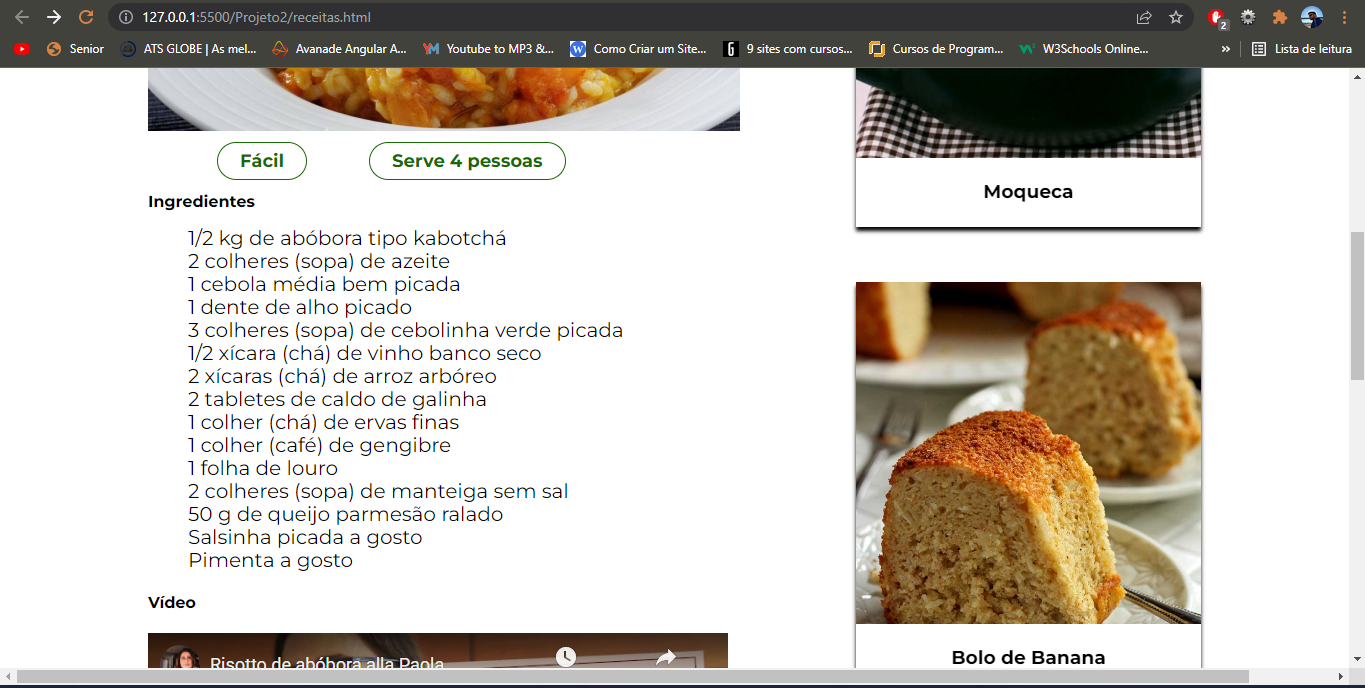 127.0.0.1:5500/Projeto2/receitas.html
2
Senior
ATS GLOBE | As mel...
Avanade Angular A...
Youtube to MP3 &...
Como Criar um Site...
9 sites com cursos...
Cursos de Program...
W3Schools Online...
»
Lista de leitura
Fácil
Serve 4 pessoas
Ingredientes
1/2 kg de abóbora tipo kabotchá
2 colheres (sopa) de azeite
1 cebola média bem picada
1 dente de alho picado
3 colheres (sopa) de cebolinha verde picada
1/2 xícara (chá) de vinho banco seco
2 xícaras (chá) de arroz arbóreo
2 tabletes de caldo de galinha
1 colher (chá) de ervas finas
1 colher (café) de gengibre
1 folha de louro
2 colheres (sopa) de manteiga sem sal
50 g de queijo parmesão ralado
Salsinha picada a gosto
Pimenta a gosto
Vídeo
Risotto de abóbora alla Paola
Moqueca
Bolo de Banana